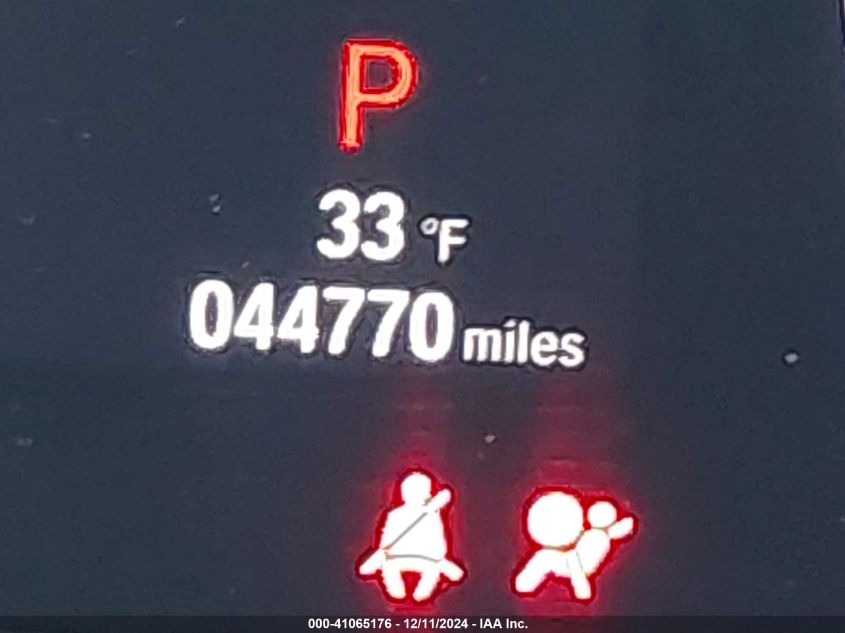 P
33 °F
044770 miles
000-41065176 - 12/11/2024 - IAA Inc.